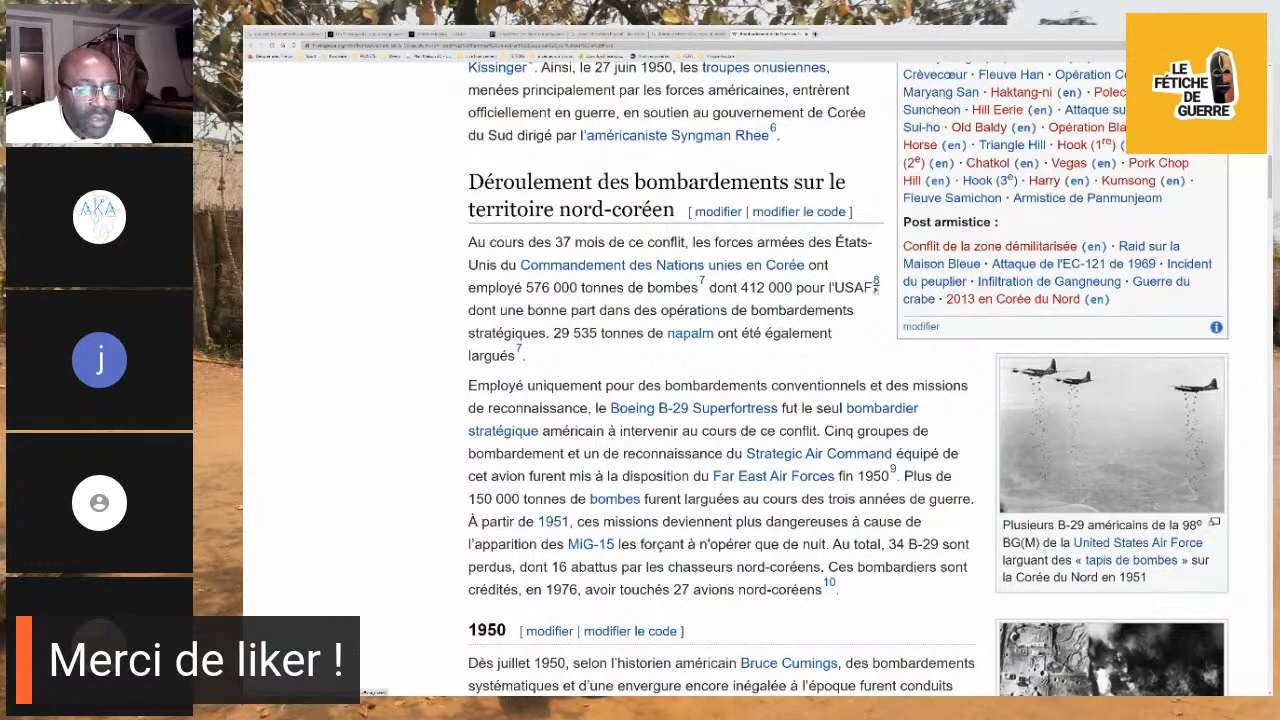 Kissinger". Ainsi, le 27 juin 1950, les troupes onusiennes,
menées principalement par les forces américaines, entrèrent
officiellement en guerre, en soutien au gouvernement de Corée
du Sud dirigé par l'américaniste Syngman Rhee6.
Déroulement des bombardements sur le
territoire nord-coréen [ modifier | modifier le code ]
Au cours des 37 mois de ce conflit, les forces armées des États-
Unis du Commandement des Nations unies en Corée ont
employé 576 000 tonnes de bombes7 dont 412 000 pour l'USAF8
dont une bonne part dans des opérations de bombardements
stratégiques. 29 535 tonnes de napalm ont été également
largués7.
Employé uniquement pour des bombardements conventionnels et des missions
de reconnaissance, le Boeing B-29 Superfortress fut le seul bombardier
stratégique américain à intervenir au cours de ce conflit. Cinq groupes de
bombardement et un de reconnaissance du Strategic Air Command équipé de
cet avion furent mis à la disposition du Far East Air Forces fin 19509. Plus de
150 000 tonnes de bombes furent larguées au cours des trois années de guerre.
À partir de 1951, ces missions deviennent plus dangereuses à cause de
l'apparition des MiG-15 les forçant à n'opérer que de nuit. Au total, 34 B-29 sont
perdus, dont 16 abattus par les chasseurs nord-coréens. Ces bombardiers sont
crédités, en 1976, avoir touchés 27 avions nord-coréens10.
1950 [ modifier | modifier le code ]
Dès juillet 1950, selon l'historien américain Bruce Cumings, des bombardements
systématiques et d'une envergure encore inégalée à l'époque furent conduits
Crèvecœur · Fleuve Han · Opération
Maryang San · Haktang-ni (en) ·
Suncheon · Hill Eerie (en) · Attaque
Sui-ho · Old Baldy (en) · Opération
Horse (en) · Triangle Hill · Hook (1re)
(2e) (en) · Chatkol (en) · Vegas (en) · Pork Chop
Hill (en) · Hook (3e) · Harry (en) · Kumsong (en) ·
Fleuve Samichon · Armistice de Panmunjeom
Post armistice :
Conflit de la zone démilitarisée (en) · Raid sur la
Maison Bleue · Attaque de l'EC-121 de 1969 · Incident
du peuplier · Infiltration de Gangneung · Guerre du
crabe · 2013 en Corée du Nord (en)
modifier
Plusieurs B-29 américains de la 98e
BG(M) de la United States Air Force
larguant des « tapis de bombes » sur
la Corée du Nord en 1951
LE
FÉTICHE
DE
GUERRE
AKA
j
Merci de liker !